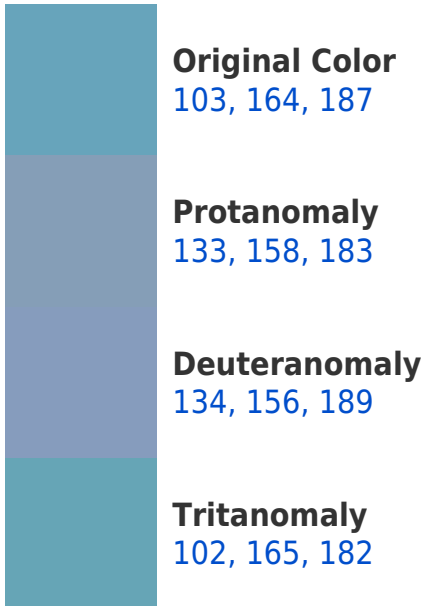 Original Color
103, 164, 187
Protanomaly
133, 158, 183
Deuteranomaly
134, 156, 189
Tritanomaly
102, 165, 182